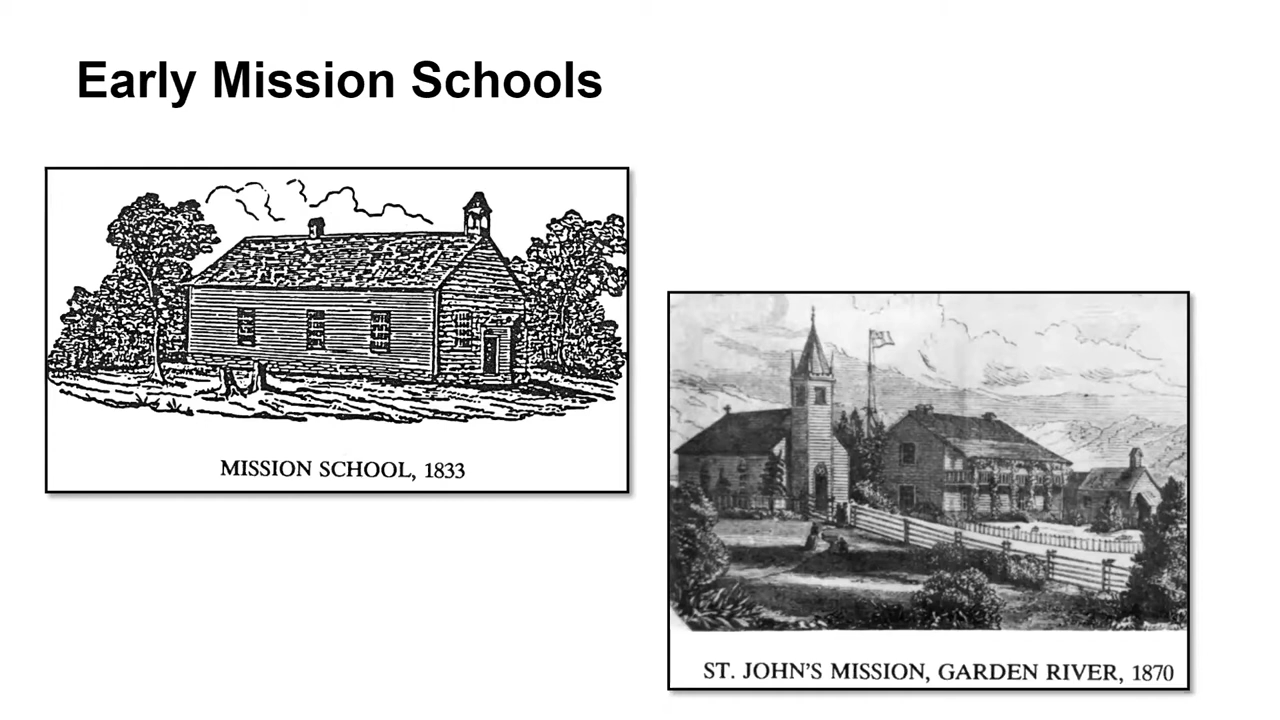 Early Mission Schools
MISSION SCHOOL, 1833
ST. JOHN'S MISSION, GARDEN RIVER, 1870